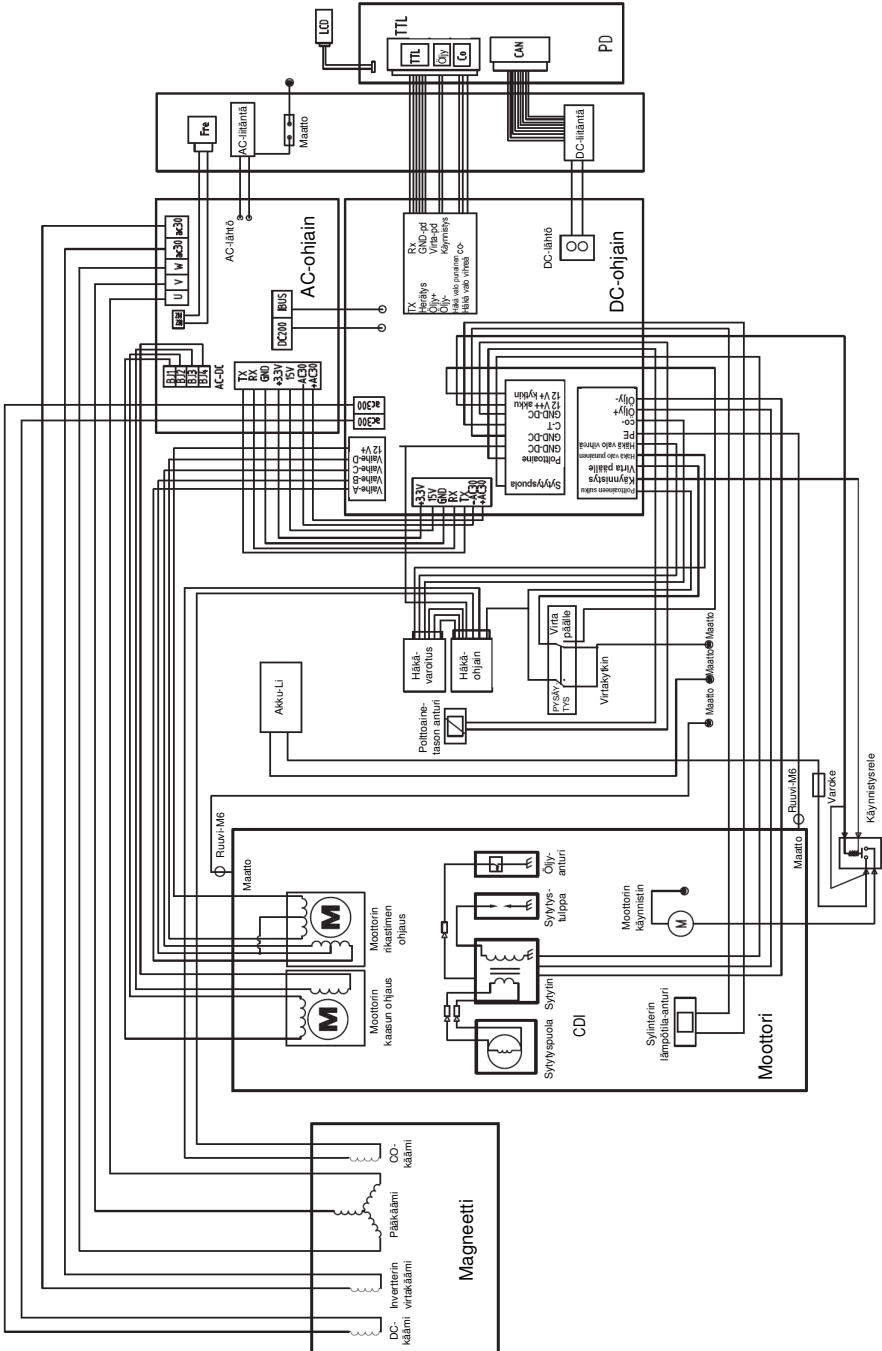 LCD
TTL
TTL
Öljy
Co
CAN
PD
Fre
AC-liitäntä
Maatto
DC-liitäntä
ac30
ac30
W
V
U
AC-lähtö
AC-ohjain
IBUS
DC200
BJ1
BJ2
BJ3
BJ4
AC-DC
TX
RX
GND
+3.3V
15V
-AC30
+AC30
ac300
ac300
Rx
GND-pd
Virta-pd
Käynnistys
Häkä valo punainen
co-
TX
Herätys
Öljy+
Öljy-
Häkä valo vihreä
DC-lähtö
DC-ohjain
12 V+
Vaihe-D
Vaihe-C
Vaihe-B
Vaihe-A
+3.3V
15V
GND
RX
TX
-AC30
+AC30
12 V+ kytkin
12 V++ akku
GND-DC
C-T
GND-DC
GND-DC
Polttoaine
Sytytyspuola
Öljy-
Öljy+
co-
PE
Häkä valo vihreä
Häkä valo punainen
Virta päälle
Käynnistys
Polttoaineen sulku
Häkä-
varoitus
Häkä-
ohjain
Akku-Li
Polttoaine-
tason anturi
Virta
päälle
PYSÄY-
TYS
Virtakytkin
Maatto
Maatto
Maatto
Ruuvi-M6
Maatto
Ruuvi-M6
Maatto
Varoke
Käynnistysrele
M
Moottorin
rikastimen
ohjaus
M
Moottorin
kaasun ohjaus
Öljy-
anturi
Sytytys-
tulppa
Sytytin
Sytytyspuola
CDI
Moottorin
käynnistin
M
Sylinterin
lämpötila-anturi
Moottori
CO-
käämi
Pääkäämi
Invertterin
virtakäämi
DC-
käämi
Magneetti